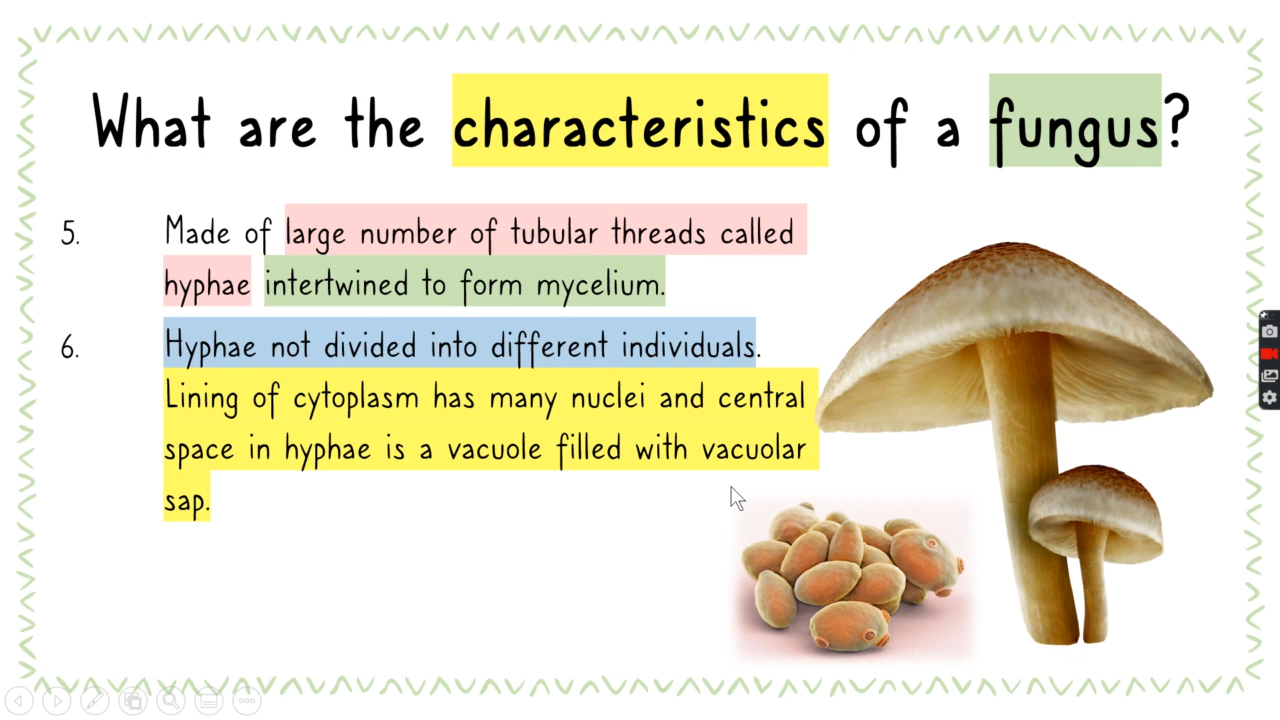 What are the characteristics of a fungus?
5. Made of large number of tubular threads called
hyphae intertwined to form mycelium.
6. Hyphae not divided into different individuals.
Lining of cytoplasm has many nuclei and central
space in hyphae is a vacuole filled with vacuolar
sap.